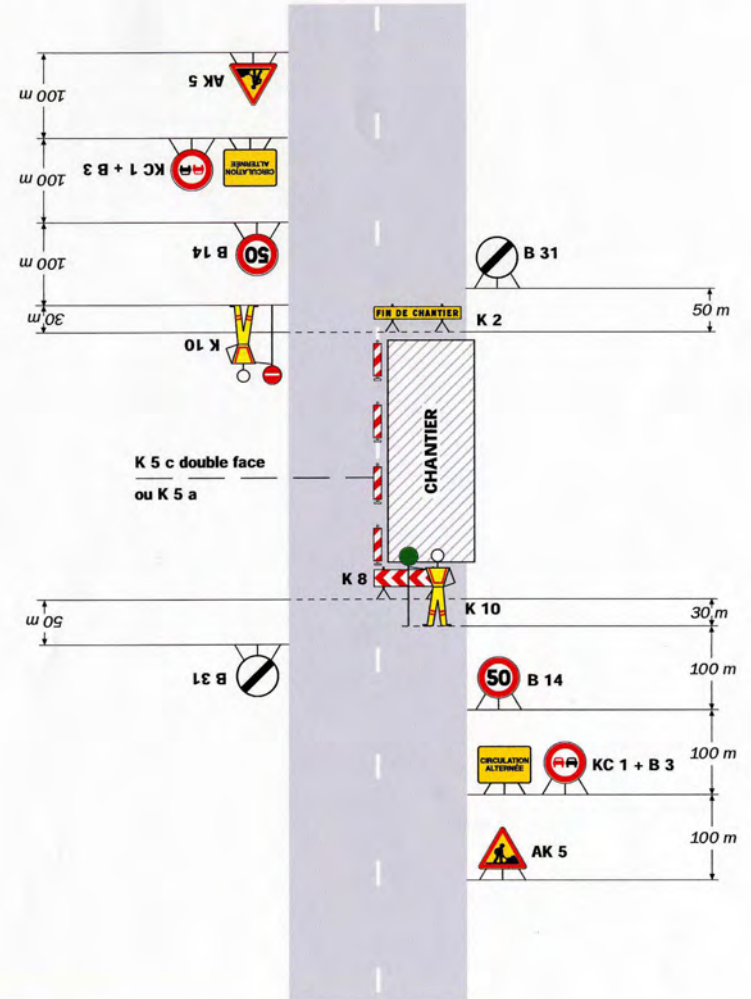 AK 5
100 m
KC 1 + B 3
CIRCULATION
ALTERNÉE
100 m
B 14
50
100 m
B 31
50 m
30 m
FIN DE CHANTIER
K 2
K 10
CHANTIER
K 5 c double face
ou K 5 a
K 8
K 10
30 m
50 m
B 31
100 m
50
B 14
100 m
CIRCULATION
ALTERNÉE
KC 1 + B 3
100 m
AK 5